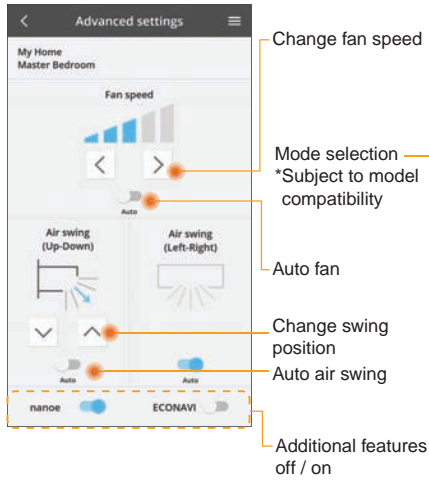 Advanced settings
My Home
Master Bedroom
Fan speed
Auto
Air swing
(Up-Down)
Air swing
(Left-Right)
Auto
Auto
nanoe
ECONAVI
Change fan speed
Mode selection
*Subject to model
compatibility
Auto fan
Change swing
position
Auto air swing
Additional features
off / on